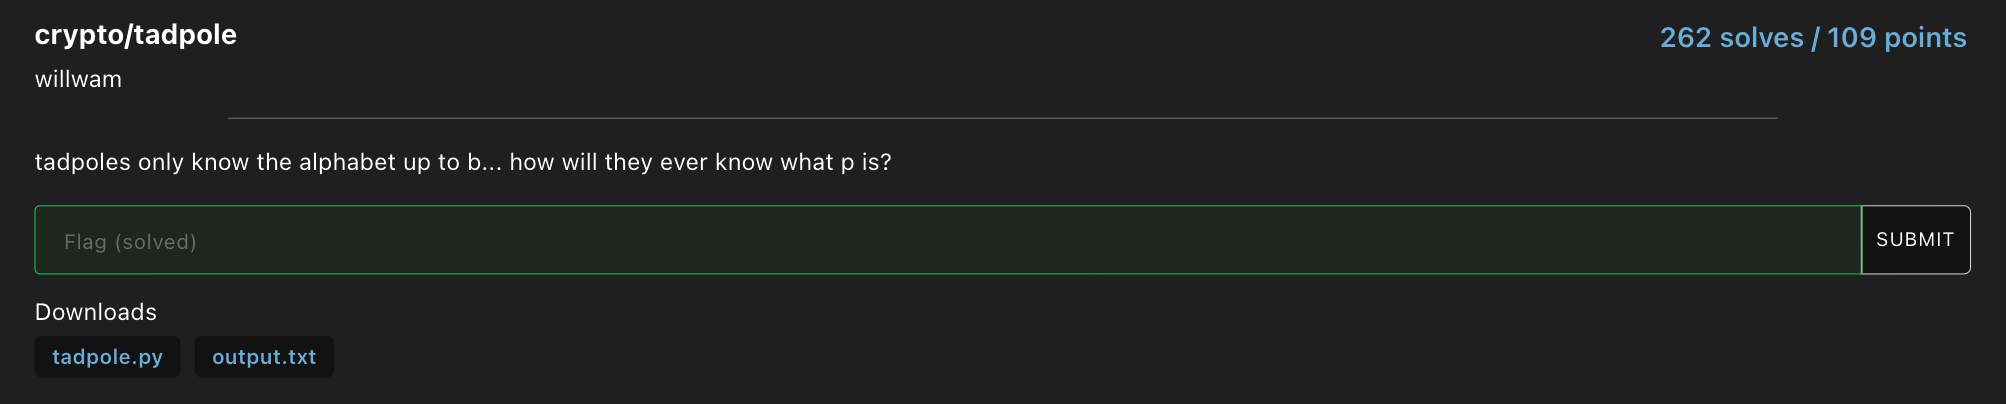 crypto/tadpole
262 solves / 109 points
willwam
tadpoles only know the alphabet up to b... how will they ever know what p is?
Flag (solved)
SUBMIT
Downloads
tadpole.py
output.txt